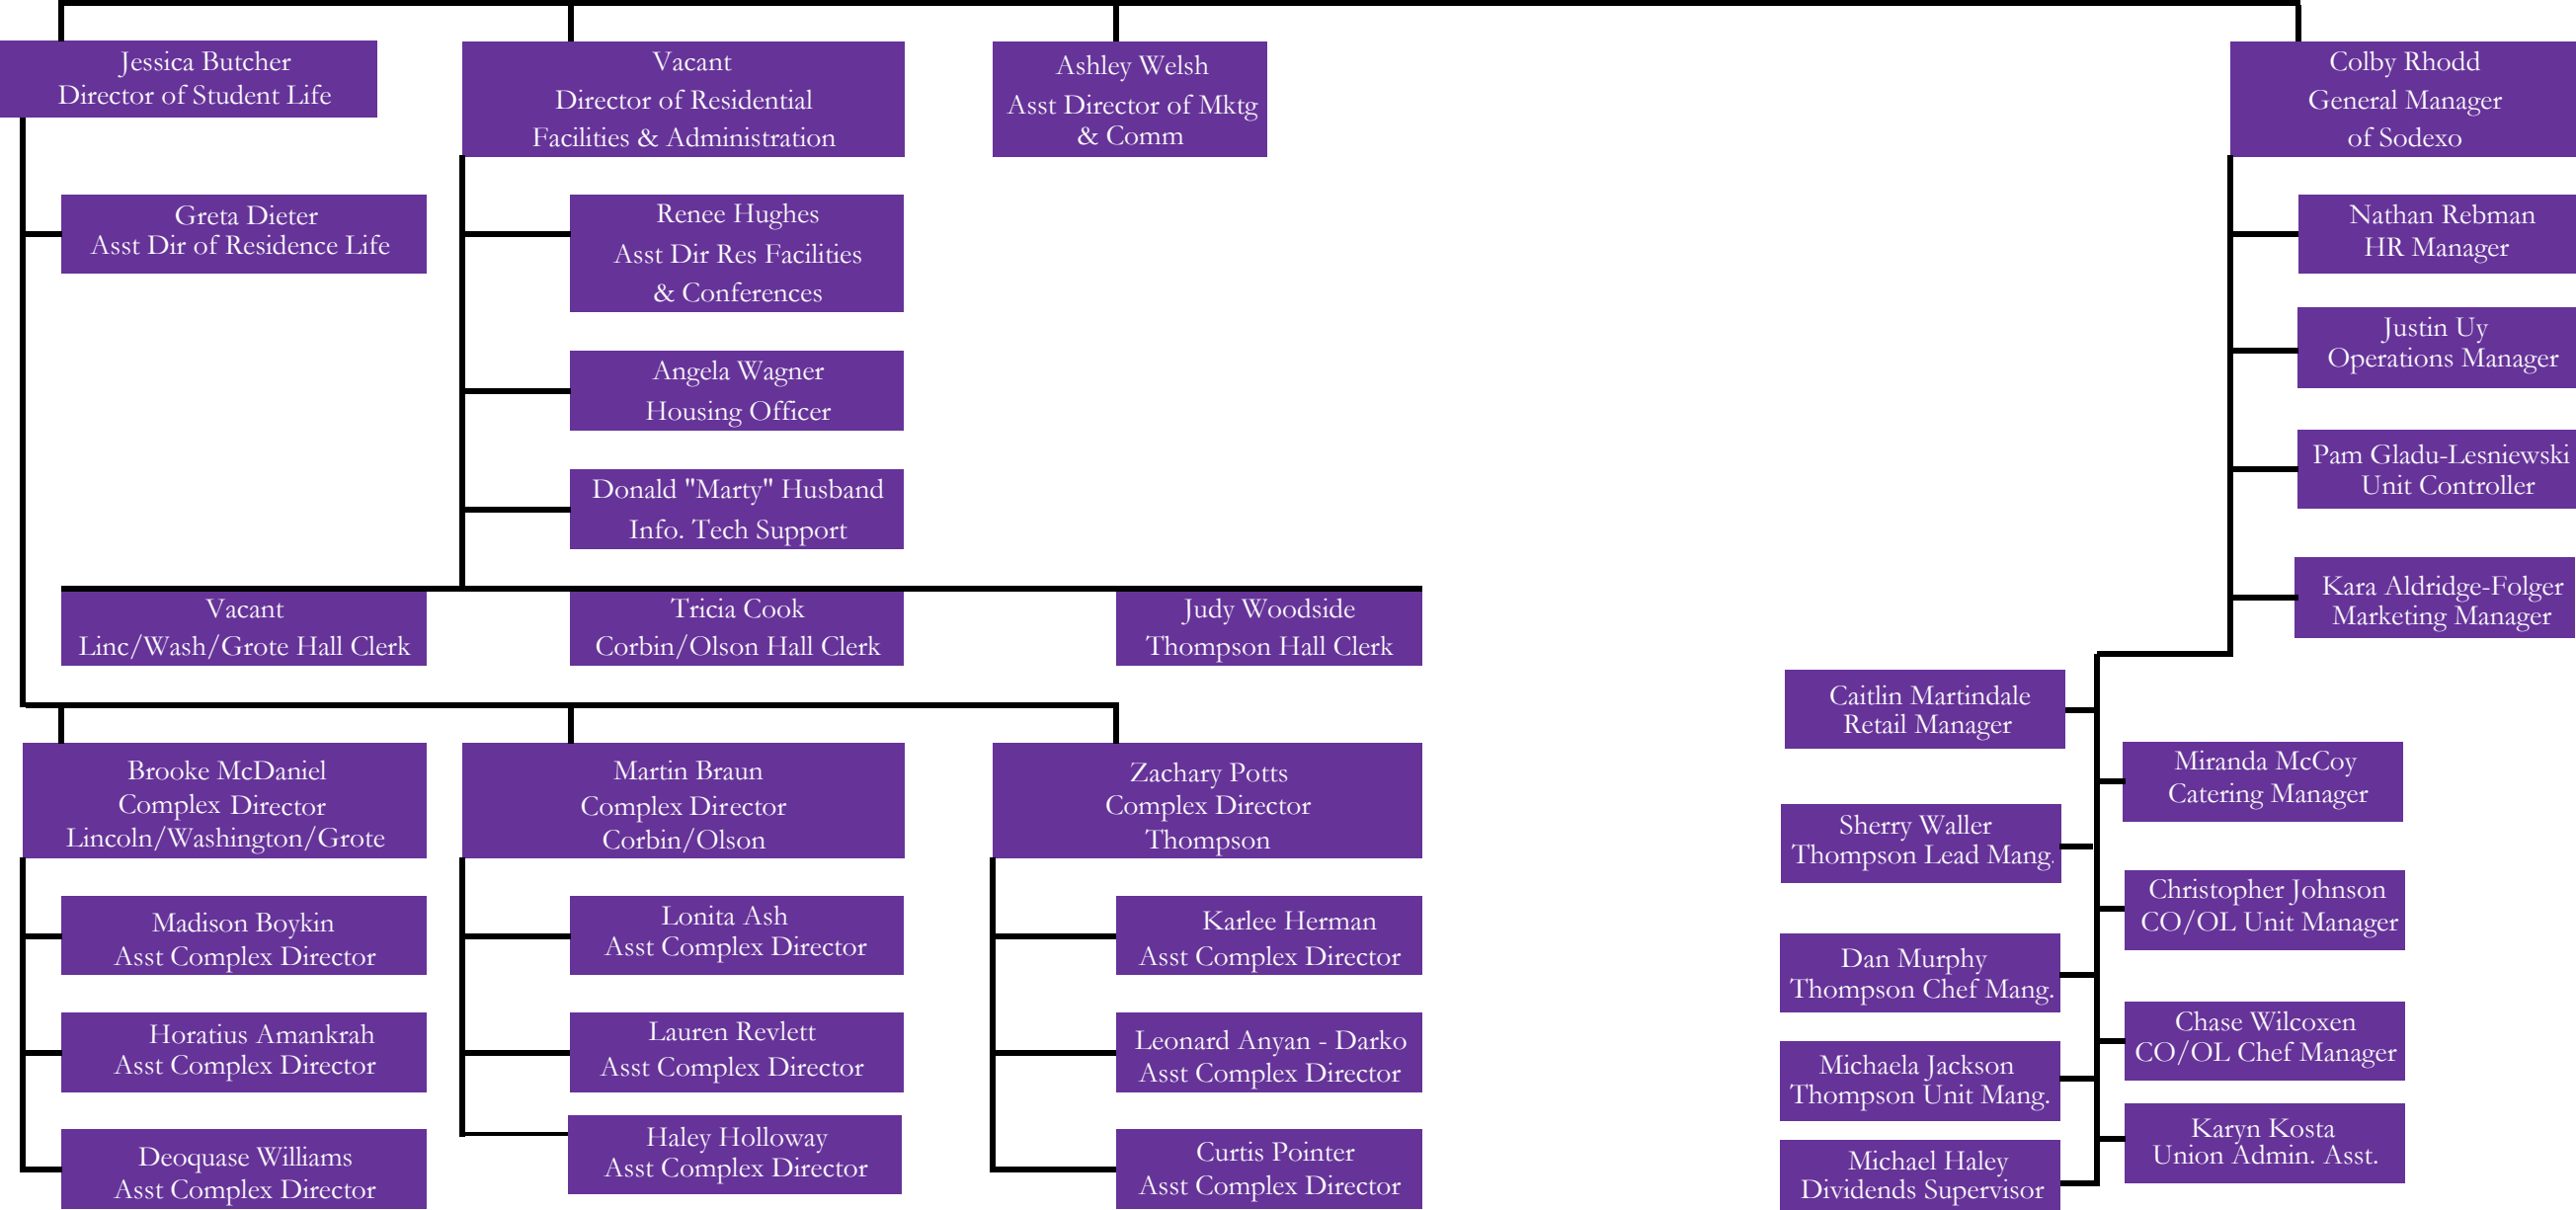 Jessica Butcher
Director of Student Life
Vacant
Director of Residential
Facilities & Administration
Ashley Welsh
Asst Director of Mktg
& Comm
Colby Rhodd
General Manager
of Sodexo
Greta Dieter
Asst Dir of Residence Life
Renee Hughes
Asst Dir Res Facilities
& Conferences
Angela Wagner
Housing Officer
Donald "Marty" Husband
Info. Tech Support
Nathan Rebman
HR Manager
Justin Uy
Operations Manager
Pam Gladu-Lesniewski
Unit Controller
Kara Aldridge-Folger
Marketing Manager
Vacant
Linc/Wash/Grote Hall Clerk
Tricia Cook
Corbin/Olson Hall Clerk
Judy Woodside
Thompson Hall Clerk
Brooke McDaniel
Complex Director
Lincoln/Washington/Grote
Madison Boykin
Asst Complex Director
Horatius Amankrah
Asst Complex Director
Deoquase Williams
Asst Complex Director
Martin Braun
Complex Director
Corbin/Olson
Lonita Ash
Asst Complex Director
Lauren Revlett
Asst Complex Director
Haley Holloway
Asst Complex Director
Zachary Potts
Complex Director
Thompson
Karlee Herman
Asst Complex Director
Leonard Anyan - Darko
Asst Complex Director
Curtis Pointer
Asst Complex Director
Caitlin Martindale
Retail Manager
Sherry Waller
Thompson Lead Mang.
Dan Murphy
Thompson Chef Mang.
Michaela Jackson
Thompson Unit Mang.
Michael Haley
Dividends Supervisor
Miranda McCoy
Catering Manager
Christopher Johnson
CO/OL Unit Manager
Chase Wilcoxen
CO/OL Chef Manager
Karyn Kosta
Union Admin. Asst.